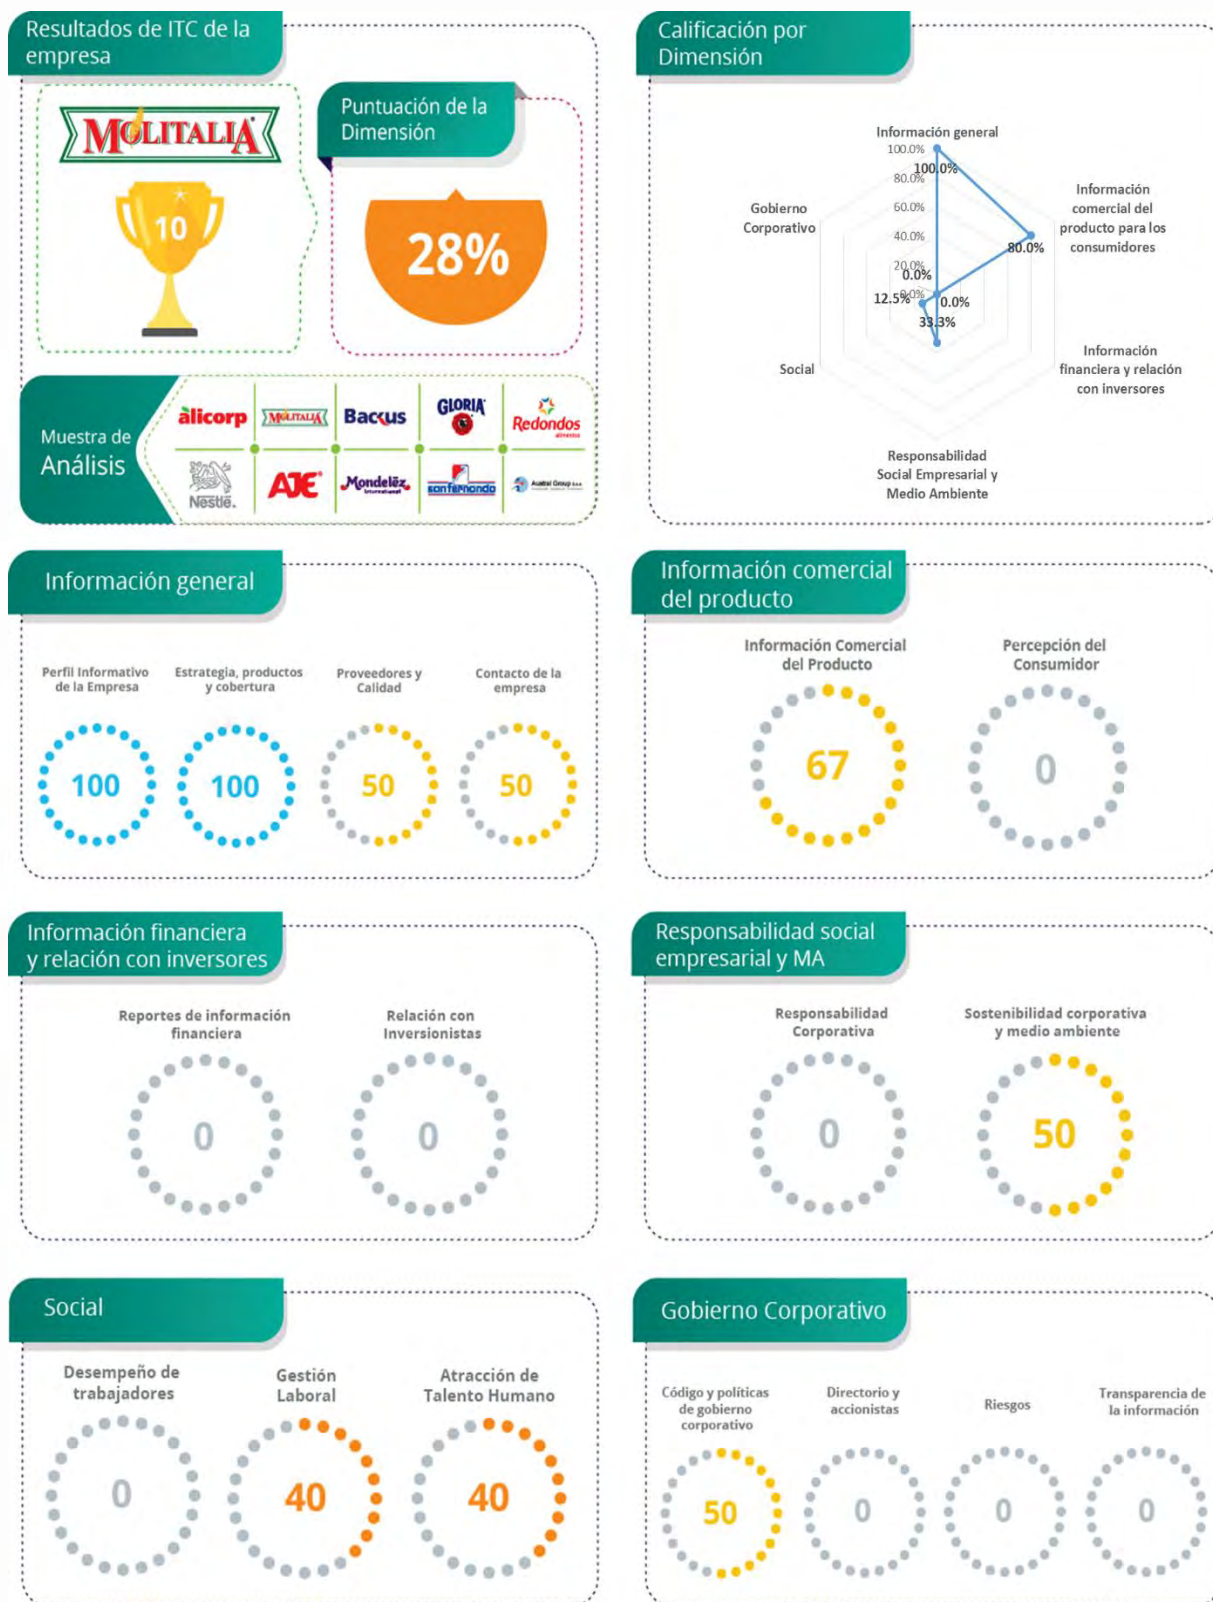 Resultados de ITC de la
empresa
MOLITALIA
10
Puntuación de la
Dimensión
28%
Muestra de
Análisis
alicorp
MOLITALIA
Backus
GLORIA
Redondos
alimentos
Nestlé.
AJE
Mondelēz
International
san fernando
Austral Group S.A.A.
Calificación por
Dimensión
Información general
100.0%
100.0%
80.0%
60.0%
40.0%
20.0%
0.0%
0.0%
Información
comercial del
producto para los
consumidores
80.0%
Gobierno
Corporativo
12.5%
0.0%
33.3%
Social
Información
financiera y relación
con inversores
Responsabilidad
Social Empresarial y
Medio Ambiente
Información general
Perfil Informativo
de la Empresa
100
Estrategia, productos
y cobertura
100
Proveedores y
Calidad
50
Contacto de la
empresa
50
Información comercial
del producto
Información Comercial
del Producto
67
Percepción del
Consumidor
0
Información financiera
y relación con inversores
Reportes de información
financiera
0
Relación con
Inversionistas
0
Responsabilidad social
empresarial y MA
Responsabilidad
Corporativa
0
Sostenibilidad corporativa
y medio ambiente
50
Social
Desempeño de
trabajadores
0
Gestión
Laboral
40
Atracción de
Talento Humano
40
Gobierno Corporativo
Código y políticas
de gobierno
corporativo
50
Directorio y
accionistas
0
Riesgos
0
Transparencia de
la información
0